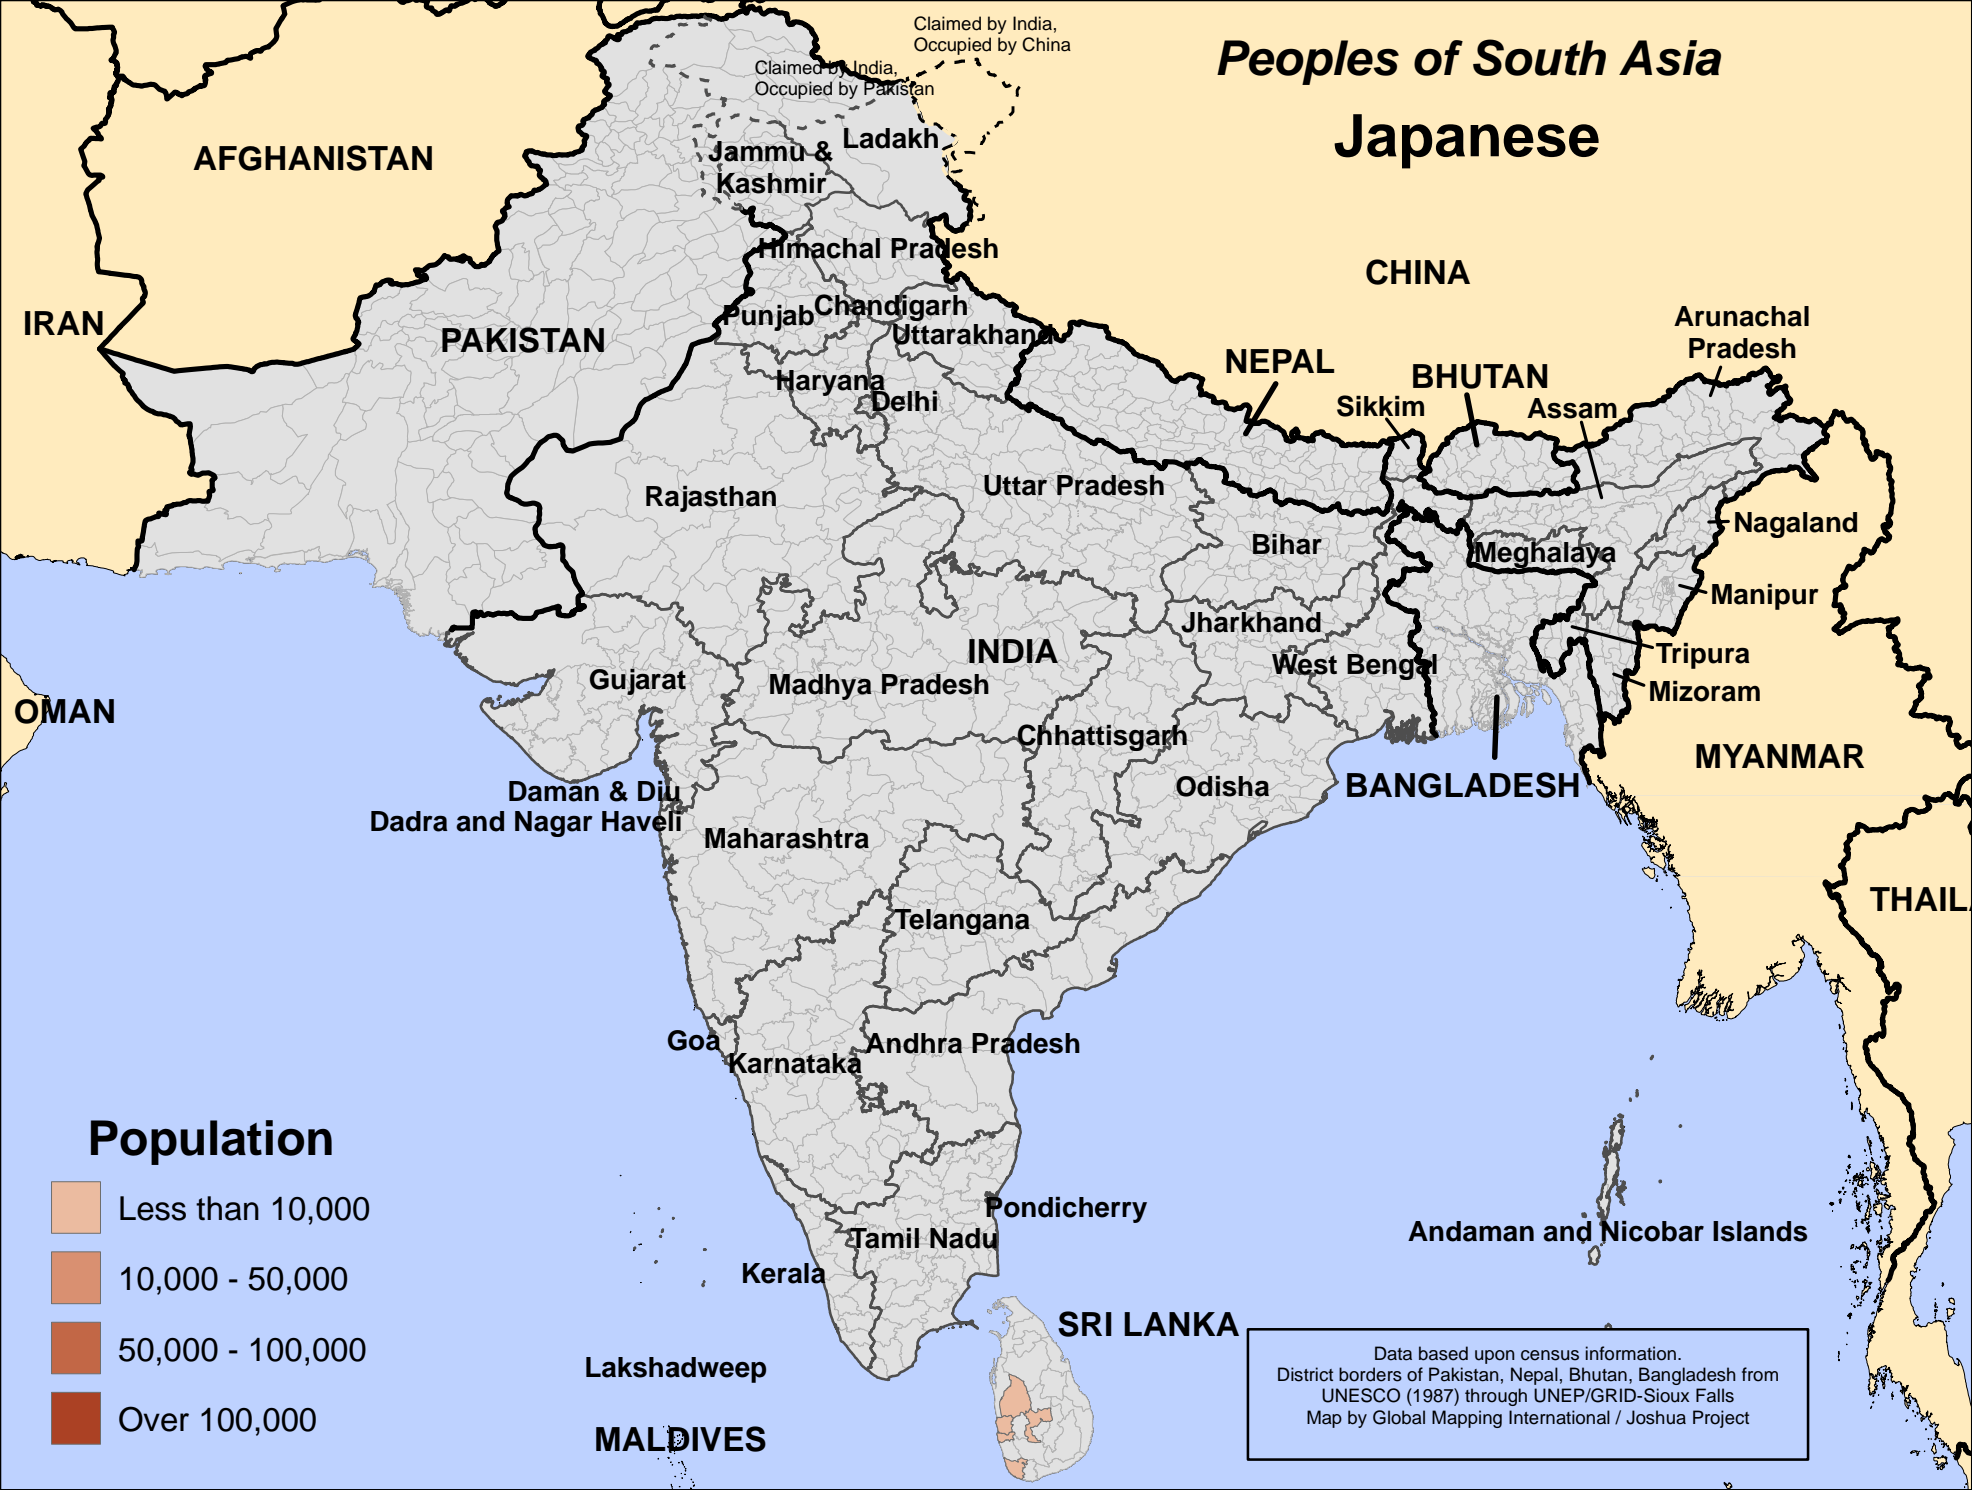 Claimed by India,
Occupied by China
Peoples of South Asia
Japanese
Claimed by India,
Occupied by Pakistan
AFGHANISTAN
Ladakh
Jammu &
Kashmir
Himachal Pradesh
CHINA
IRAN
PAKISTAN
Punjab
Chandigarh
Uttarakhand
Arunachal
Pradesh
NEPAL
BHUTAN
Haryana
Delhi
Sikkim
Assam
Rajasthan
Uttar Pradesh
Nagaland
Bihar
Meghalaya
Manipur
Jharkhand
INDIA
West Bengal
Tripura
Gujarat
Madhya Pradesh
Mizoram
OMAN
Chhattisgarh
MYANMAR
Odisha
BANGLADESH
Daman & Diu
Dadra and Nagar Haveli
Maharashtra
THAIL
Telangana
Goa
Andhra Pradesh
Karnataka
Pondicherry
Tamil Nadu
Andaman and Nicobar Islands
Kerala
SRI LANKA
Lakshadweep
MALDIVES
Population
Less than 10,000
10,000 - 50,000
50,000 - 100,000
Over 100,000
Data based upon census information.
District borders of Pakistan, Nepal, Bhutan, Bangladesh from
UNESCO (1987) through UNEP/GRID-Sioux Falls
Map by Global Mapping International / Joshua Project